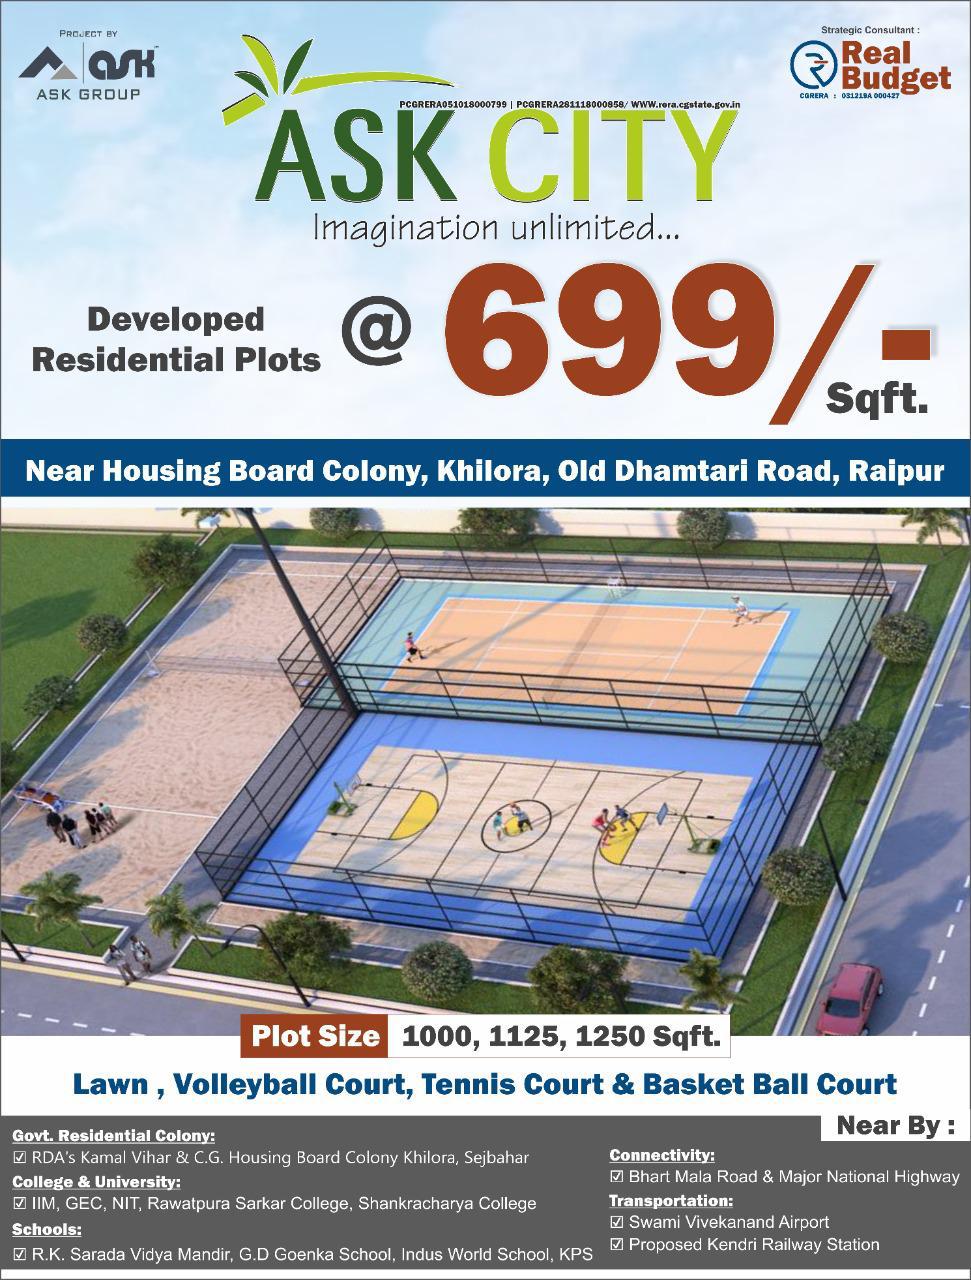 PROJECT BY
ASK
ASK GROUP
Strategic Consultant :
Real
Budget
CGRERA : 031219A 000427
PCGRERA051018000799 | PCGRERA281118000858/ WWW.rera.cgstate.gov.in
ASK CITY
Imagination unlimited...
Developed
Residential Plots
@ 699/-
Sqft.
Near Housing Board Colony, Khilora, Old Dhamtari Road, Raipur
Plot Size 1000, 1125, 1250 Sqft.
Lawn , Volleyball Court, Tennis Court & Basket Ball Court
Near By :
Govt. Residential Colony:
☑ RDA's Kamal Vihar & C.G. Housing Board Colony Khilora, Sejbahar
College & University:
☑ IIM, GEC, NIT, Rawatpura Sarkar College, Shankracharya College
Schools:
☑ R.K. Sarada Vidya Mandir, G.D Goenka School, Indus World School, KPS
Connectivity:
☑ Bhart Mala Road & Major National Highway
Transportation:
☑ Swami Vivekanand Airport
☑ Proposed Kendri Railway Station